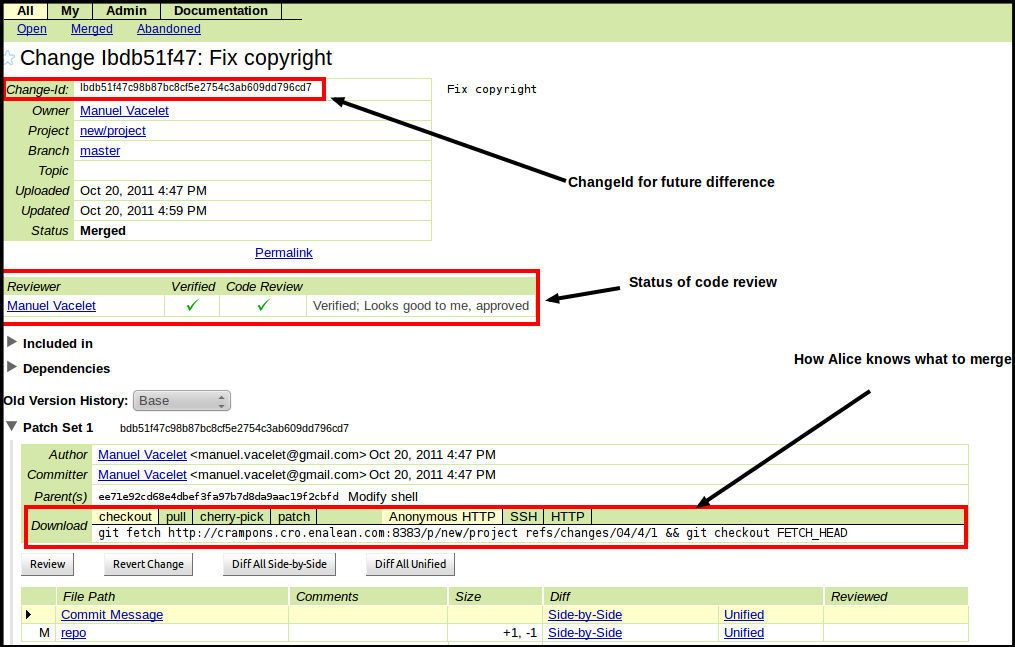 All My Admin Documentation
Open Merged Abandoned
Change Ibdb51f47: Fix copyright
Change-Id: Ibdb51f47c98b87bc8cf5e2754c3ab609dd796cd7 Fix copyright
Owner Manuel Vacelet
Project new/project
Branch master
Topic
ChangeId for future difference
Uploaded Oct 20, 2011 4:47 PM
Updated Oct 20, 2011 4:59 PM
Status Merged
Permalink
Status of code review
Reviewer Verified Code Review
Manuel Vacelet ✓ ✓ Verified; Looks good to me, approved
Included in
How Alice knows what to merge
Dependencies
Old Version History: Base
Patch Set 1 bdb51f47c98b87bc8cf5e2754c3ab609dd796cd7
Author Manuel Vacelet <manuel.vacelet@gmail.com> Oct 20, 2011 4:47 PM
Committer Manuel Vacelet <manuel.vacelet@gmail.com> Oct 20, 2011 4:47 PM
Parent(s) ee71e92cd68e4dbef3fa97b7d8da9aac19f2cbfd Modify shell
Download checkout pull cherry-pick patch Anonymous HTTP SSH HTTP
git fetch http://crampons.cro.enalean.com:8383/p/new/project refs/changes/04/4/1 && git checkout FETCH_HEAD
Review Revert Change Diff All Side-by-Side Diff All Unified
File Path Comments Size Diff Reviewed
Commit Message Side-by-Side Unified
M repo +1, -1 Side-by-Side Unified